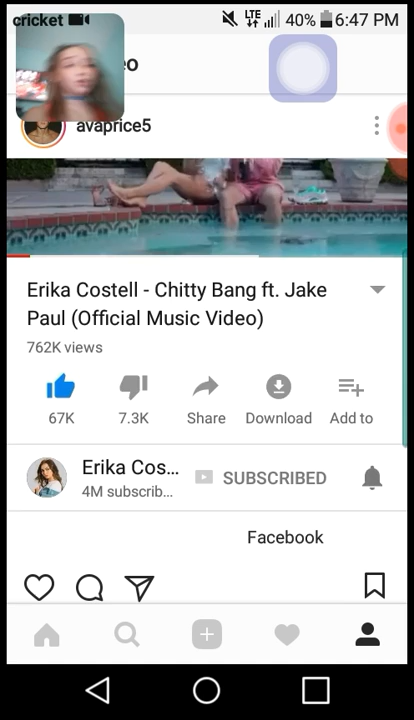 cricket LTE 40% 6:47 PM
eo
avaprice5
Erika Costell - Chitty Bang ft. Jake
Paul (Official Music Video)
762K views
67K 7.3K Share Download Add to
Erika Cos... SUBSCRIBED
4M subscrib...
Facebook